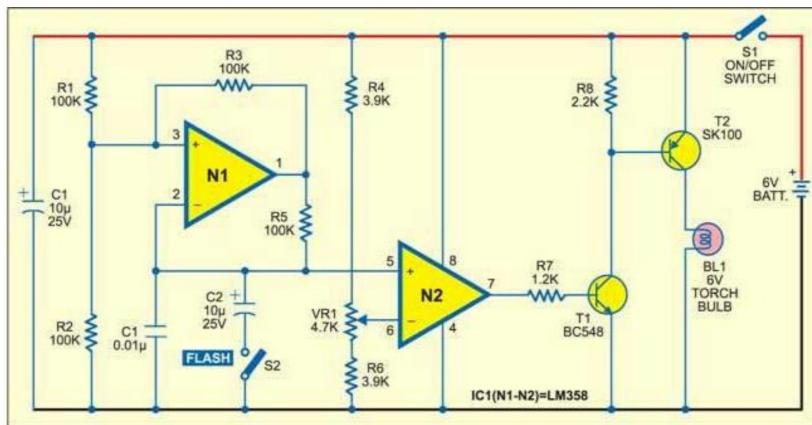 R1
100K
R3
100K
R4
3.9K
R8
2.2K
S1
ON/OFF
SWITCH
T2
SK100
3
+
N1
1
2
−
C1
10µ
25V
+
R5
100K
6V
BATT.
+
8
5
+
N2
7
6
−
4
R7
1.2K
T1
BC548
BL1
6V
TORCH
BULB
R2
100K
C1
0.01µ
C2
10µ
25V
+
FLASH
S2
VR1
4.7K
R6
3.9K
IC1(N1-N2)=LM358